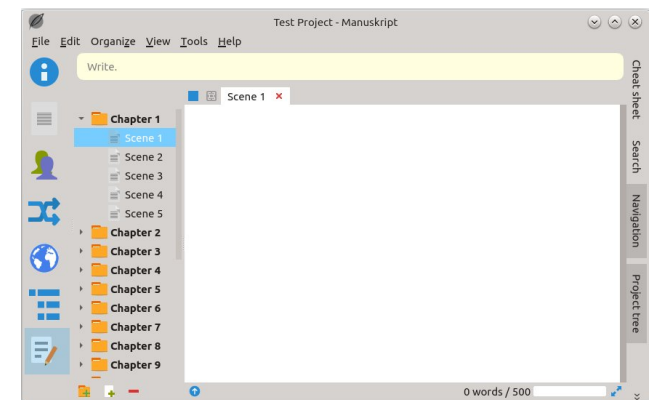 Test Project - Manuskript
File Edit Organize View Tools Help
Write.
Scene 1
Chapter 1
Scene 1
Scene 2
Scene 3
Scene 4
Scene 5
Chapter 2
Chapter 3
Chapter 4
Chapter 5
Chapter 6
Chapter 7
Chapter 8
Chapter 9
0 words / 500
Cheat sheet
Search
Navigation
Project tree